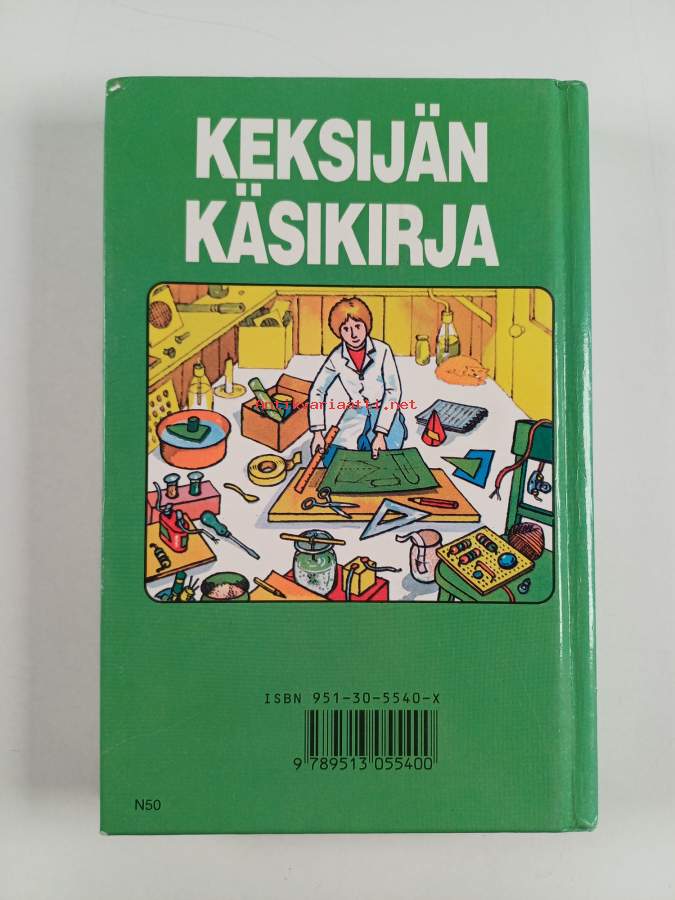 KEKSIJÄN
KÄSIKIRJA
Antikvariaatti.net
ISBN 951-30-5540-X
9 789513 055400
N50